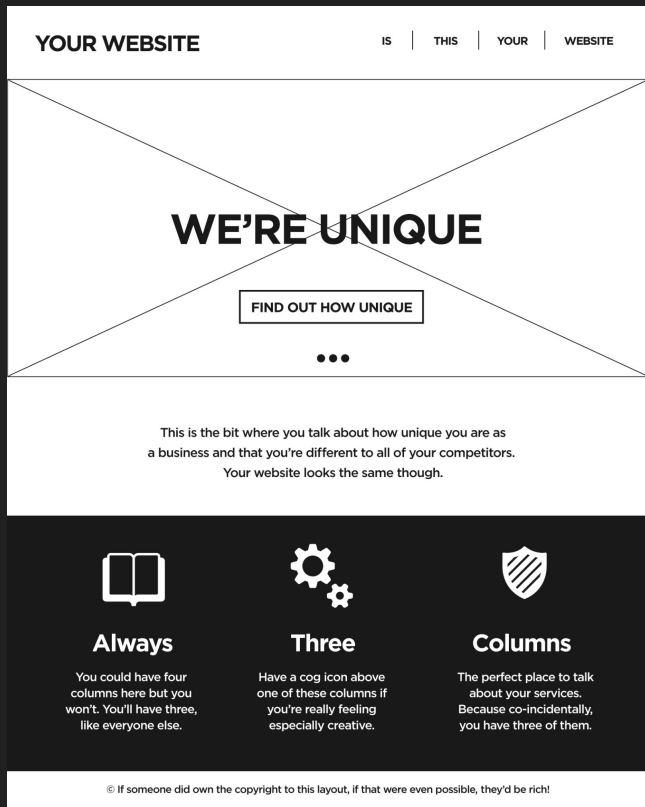 YOUR WEBSITE
IS THIS YOUR WEBSITE
WE’RE UNIQUE
FIND OUT HOW UNIQUE
This is the bit where you talk about how unique you are as
a business and that you’re different to all of your competitors.
Your website looks the same though.
Always
You could have four
columns here but you
won’t. You’ll have three,
like everyone else.
Three
Have a cog icon above
one of these columns if
you’re really feeling
especially creative.
Columns
The perfect place to talk
about your services.
Because co-incidentally,
you have three of them.
© If someone did own the copyright to this layout, if that were even possible, they’d be rich!